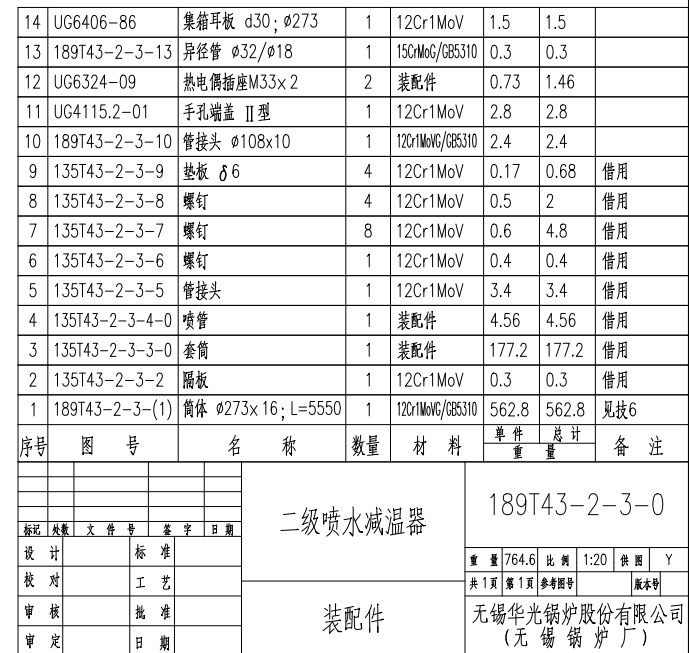 14 UG6406-86 集箱耳板 d30; ø273 1 12Cr1MoV 1.5 1.5
13 189T43-2-3-13 异径管 ø32/ø18 1 15CrMoG/GB5310 0.3 0.3
12 UG6324-09 热电偶插座M33x2 2 装配件 0.73 1.46
11 UG4115.2-01 手孔端盖 Ⅱ型 1 12Cr1MoV 2.8 2.8
10 189T43-2-3-10 管接头 ø108x10 1 12Cr1MoVG/GB5310 2.4 2.4
9 135T43-2-3-9 垫板 δ6 4 12Cr1MoV 0.17 0.68 借用
8 135T43-2-3-8 螺钉 4 12Cr1MoV 0.5 2 借用
7 135T43-2-3-7 螺钉 8 12Cr1MoV 0.6 4.8 借用
6 135T43-2-3-6 螺钉 1 12Cr1MoV 0.4 0.4 借用
5 135T43-2-3-5 管接头 1 12Cr1MoV 3.4 3.4 借用
4 135T43-2-3-4-0 喷管 1 装配件 4.56 4.56 借用
3 135T43-2-3-3-0 套筒 1 装配件 177.2 177.2 借用
2 135T43-2-3-2 隔板 1 12Cr1MoV 0.3 0.3 借用
1 189T43-2-3-(1) 筒体 ø273x16; L=5550 1 12Cr1MoVG/GB5310 562.8 562.8 见技6
序号 图 号 名 称 数量 材 料 单件 总计 备 注
重 量
二级喷水减温器
189T43-2-3-0
标记 处数 文 件 号 签 字 日 期
设 计 标 准
重 量 764.6 比 例 1:20 供 图 Y
校 对 工 艺
共1页 第1页 参考图号 版本号
审 核 批 准
装配件
无锡华光锅炉股份有限公司
审 定 日 期
(无 锡 锅 炉 厂)